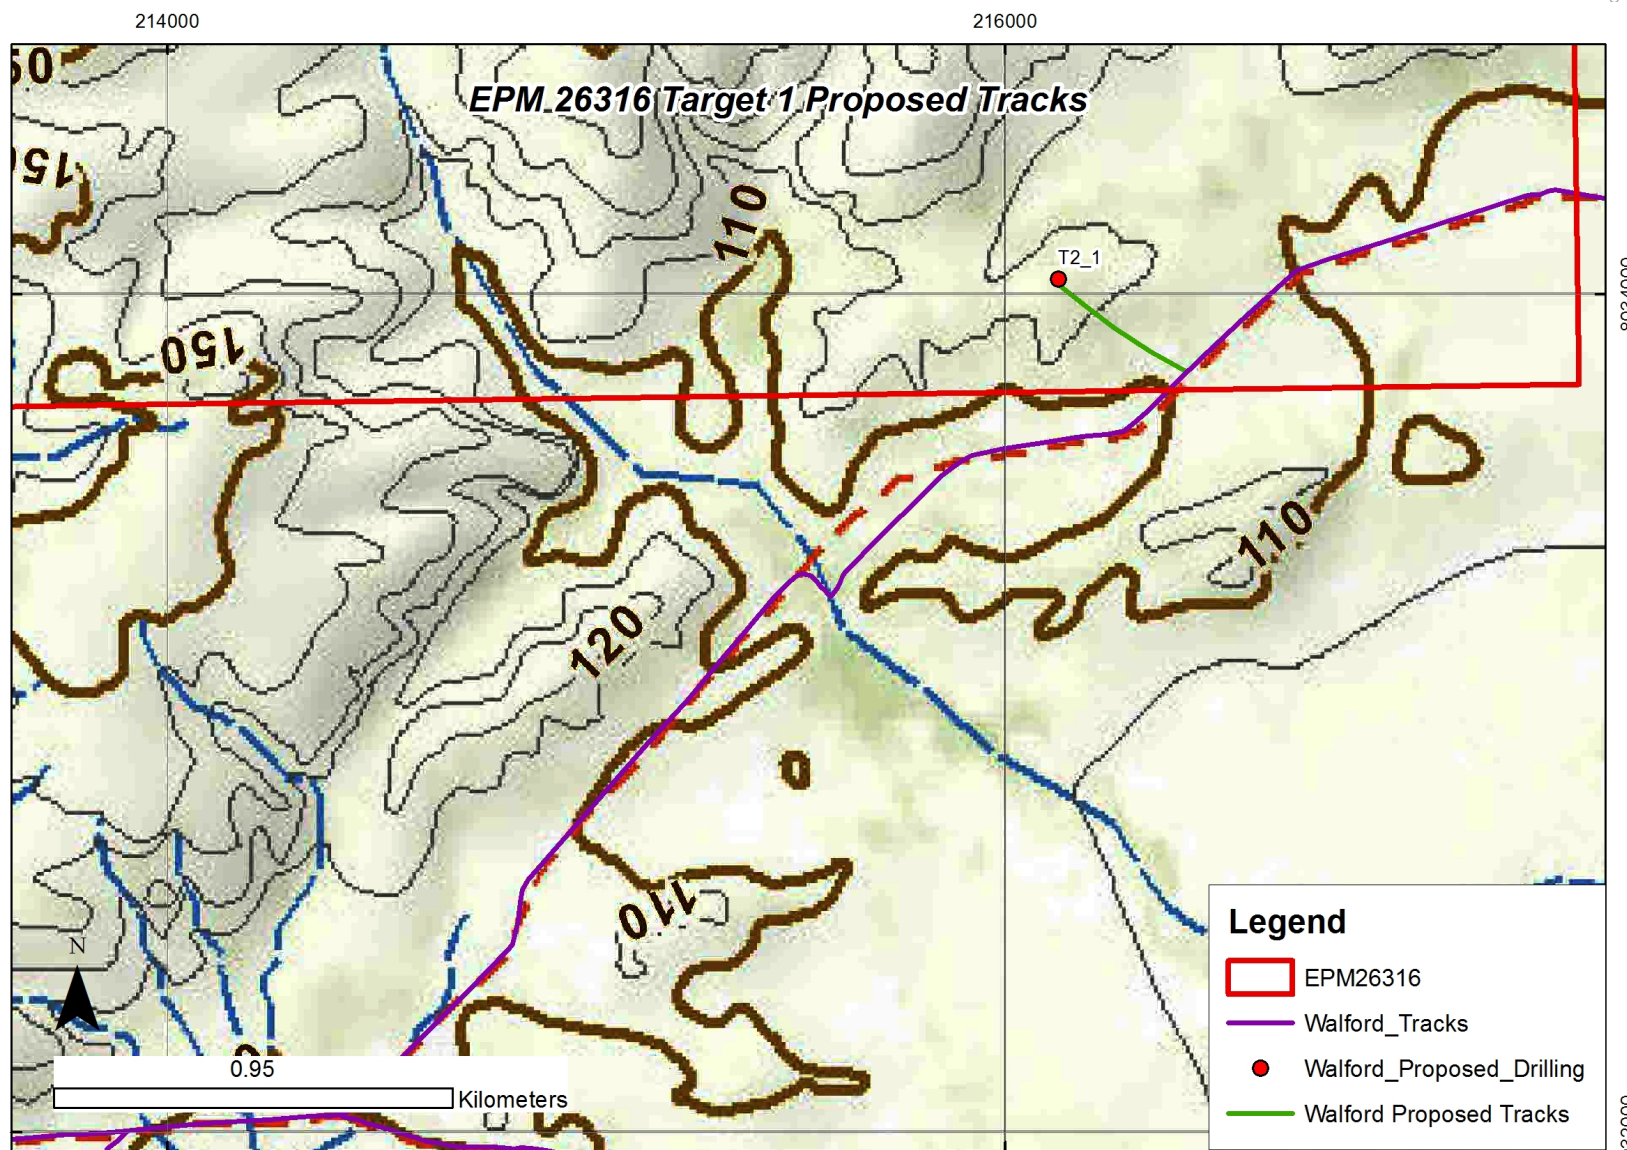 214000 216000
EPM 26316 Target 1 Proposed Tracks
150
110
T2_1
150
110
120
110
N
0.95
Kilometers
Legend
EPM26316
Walford_Tracks
Walford_Proposed_Drilling
Walford Proposed Tracks